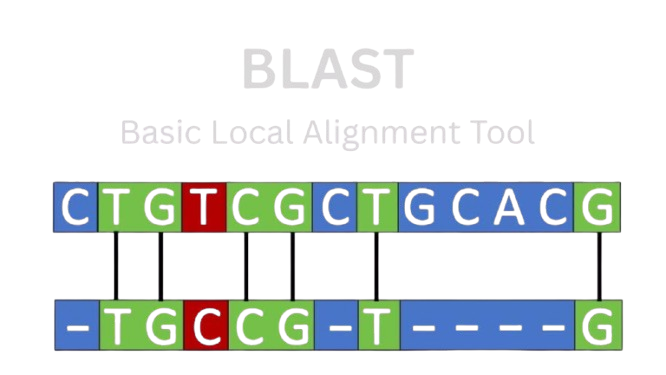 BLAST
Basic Local Alignment Tool
CTGTCGCTGCACG
-TGCCG-T----G